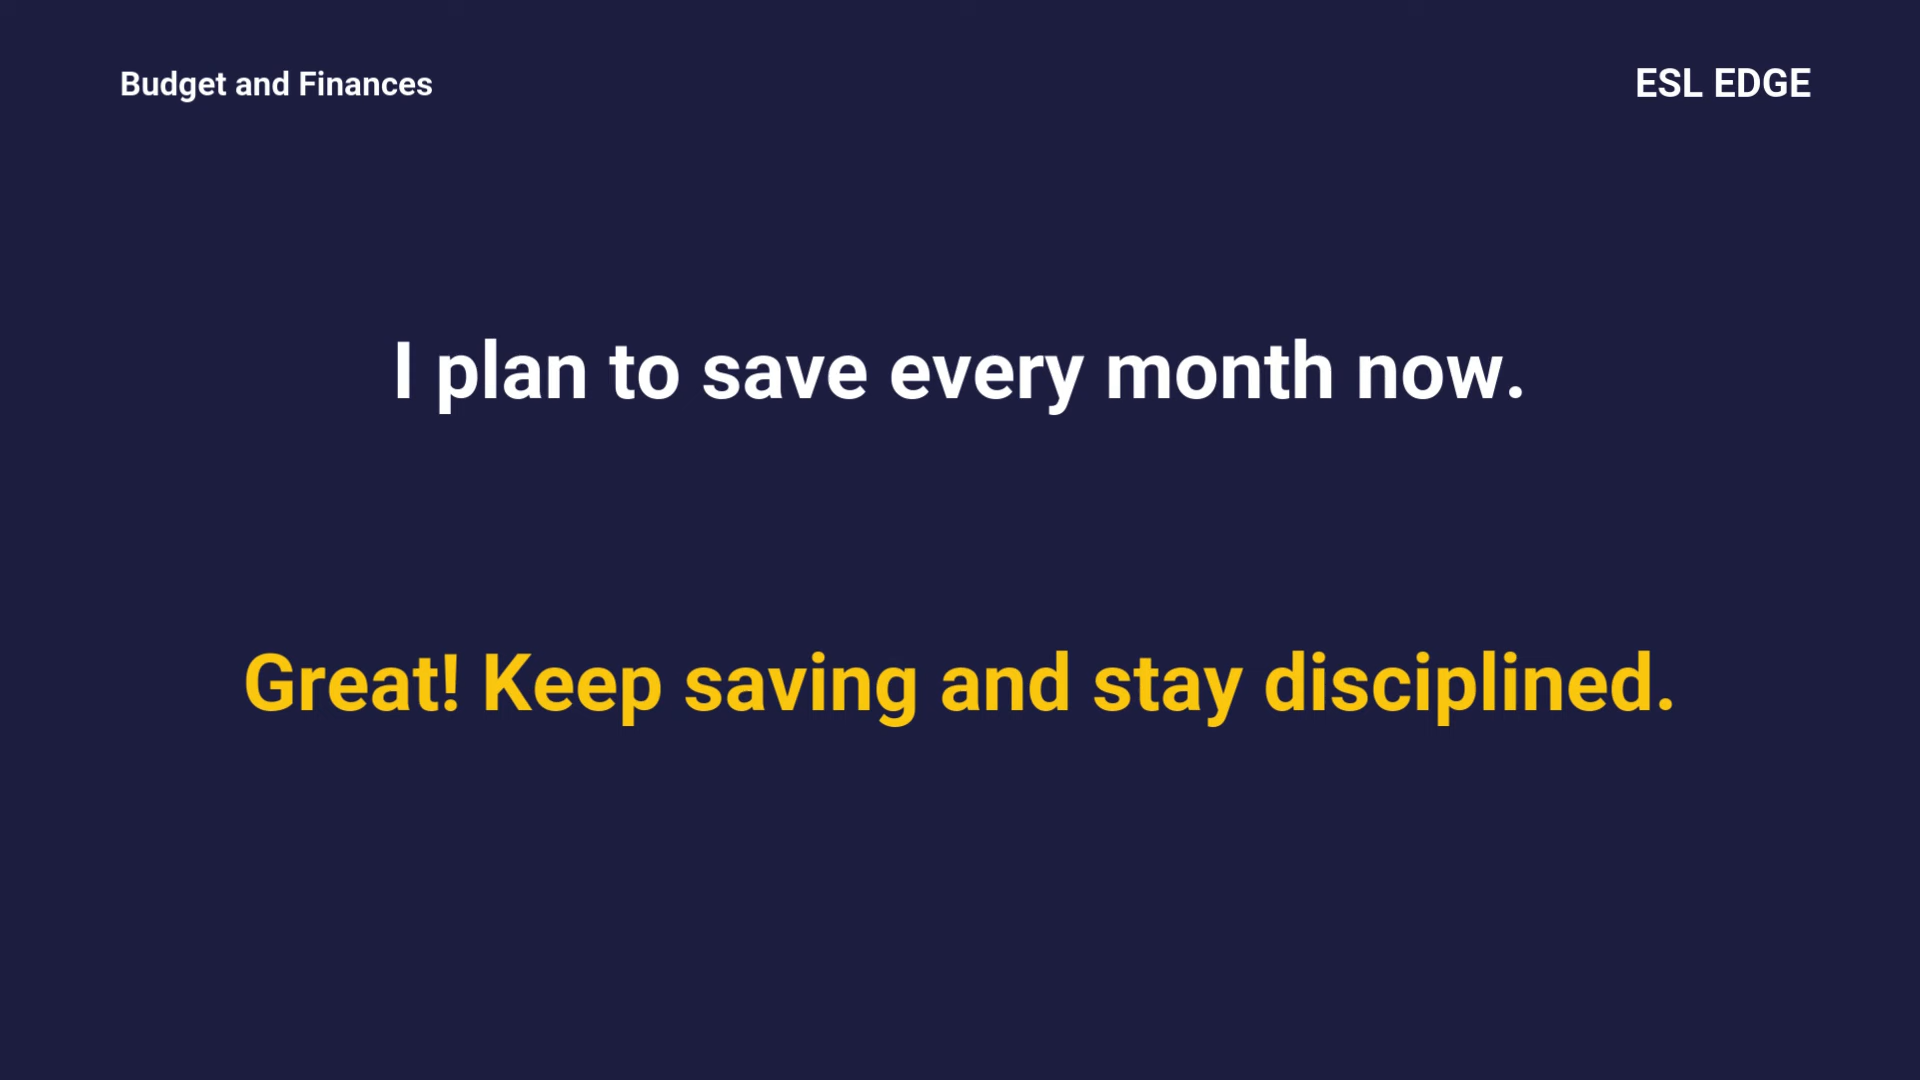 Budget and Finances
ESL EDGE
I plan to save every month now.
Great! Keep saving and stay disciplined.